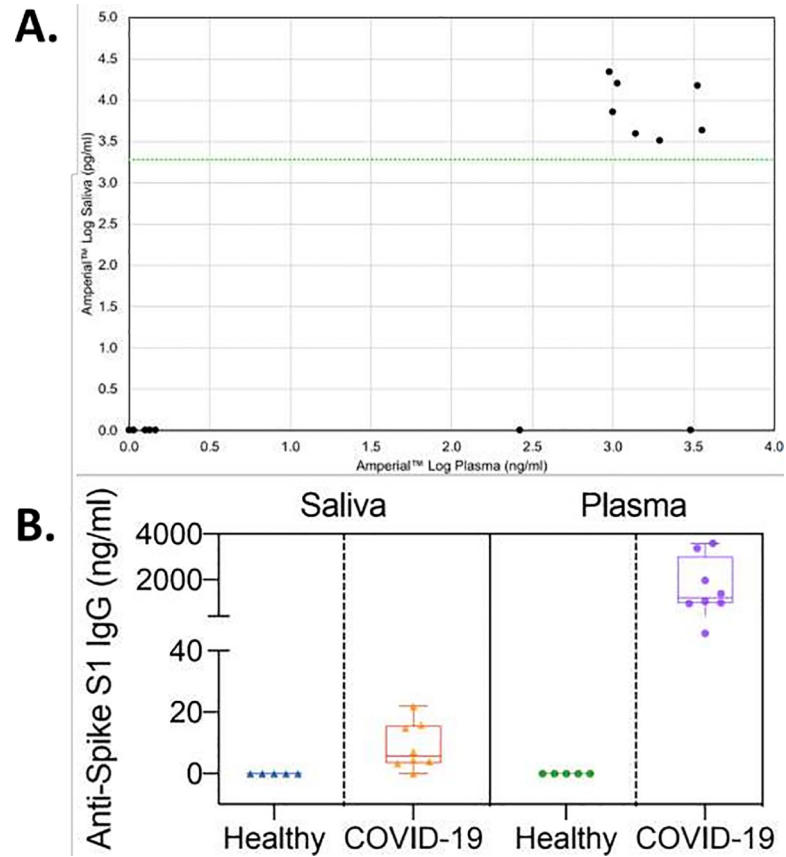 A.
5.0
4.5
4.0
3.5
3.0
2.5
2.0
1.5
1.0
0.5
0.0
Amperial™ Log Saliva (pg/ml)
0.0 0.5 1.0 1.5 2.0 2.5 3.0 3.5 4.0
Amperial™ Log Plasma (ng/ml)
B.
Saliva Plasma
Anti-Spike S1 IgG (ng/ml)
4000
2000
40
20
0
Healthy COVID-19 Healthy COVID-19